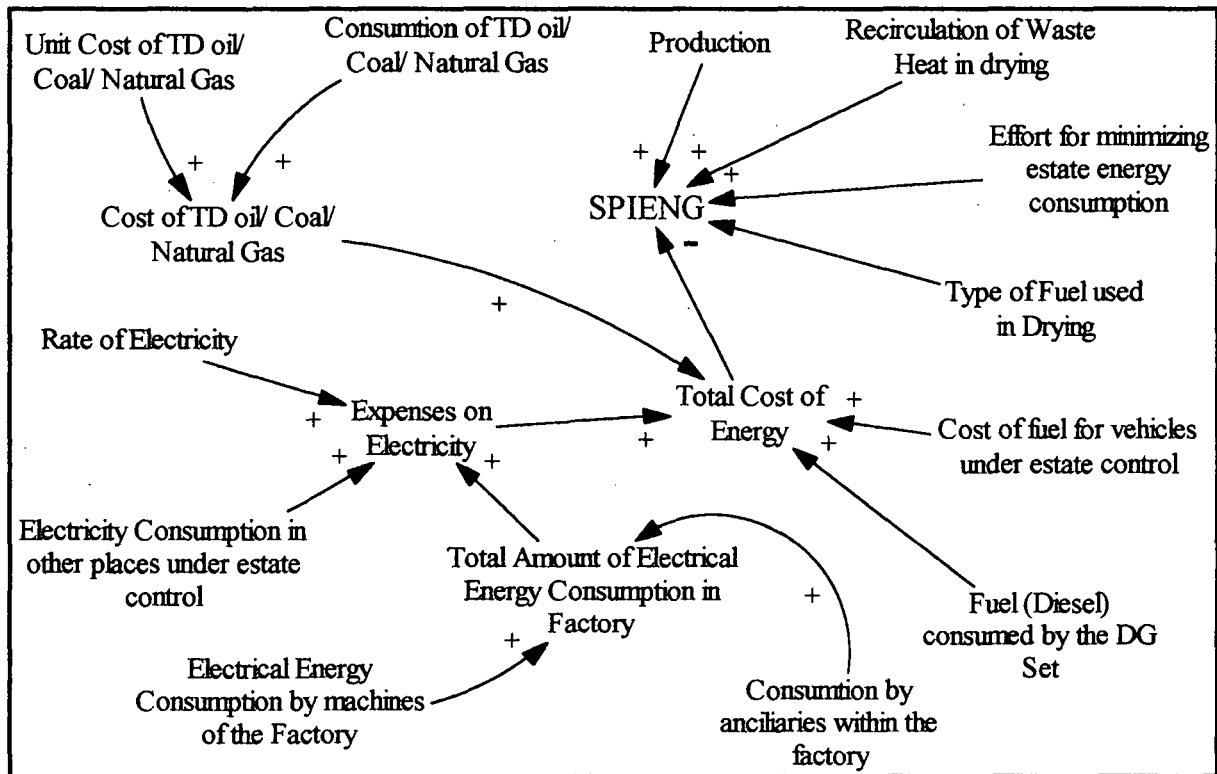 Unit Cost of TD oil/
Coal/ Natural Gas
Consumtion of TD oil/
Coal/ Natural Gas
Production
Recirculation of Waste
Heat in drying
Effort for minimizing
estate energy
consumption
+
+
+
+
+
SPIENG
-
Cost of TD oil/ Coal/
Natural Gas
Type of Fuel used
in Drying
+
Rate of Electricity
Expenses on
Electricity
+
+
+
Total Cost of
Energy
+
+
+
Cost of fuel for vehicles
under estate control
Electricity Consumption in
other places under estate
control
Total Amount of Electrical
Energy Consumption in
Factory
+
+
Fuel (Diesel)
consumed by the DG
Set
Electrical Energy
Consumption by machines
of the Factory
Consumtion by
anciliaries within the
factory